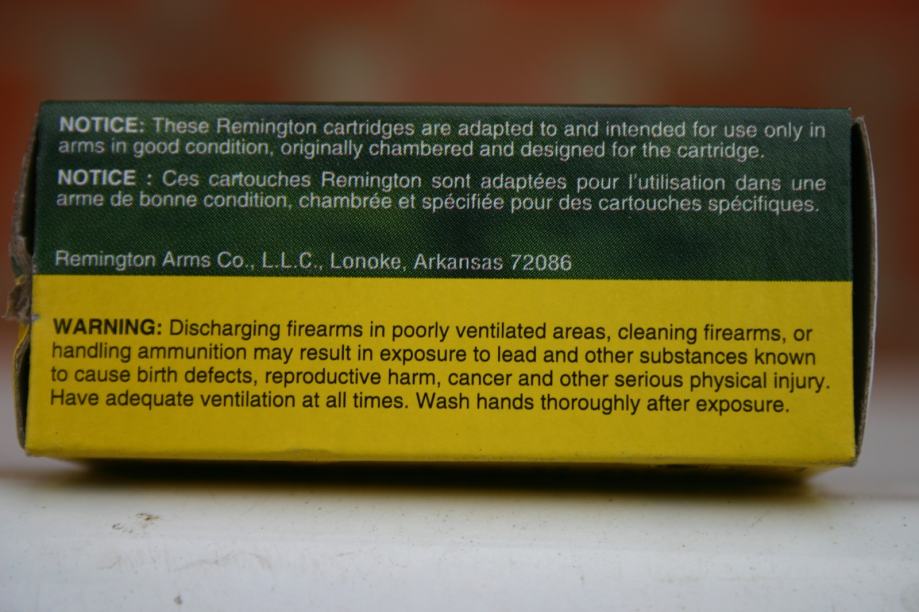 NOTICE: These Remington cartridges are adapted to and intended for use only in
arms in good condition, originally chambered and designed for the cartridge.
NOTICE : Ces cartouches Remington sont adaptées pour l'utilisation dans une
arme de bonne condition, chambrée et spécifiée pour des cartouches spécifiques.
Remington Arms Co., L.L.C., Lonoke, Arkansas 72086
WARNING: Discharging firearms in poorly ventilated areas, cleaning firearms, or
handling ammunition may result in exposure to lead and other substances known
to cause birth defects, reproductive harm, cancer and other serious physical injury.
Have adequate ventilation at all times. Wash hands thoroughly after exposure.